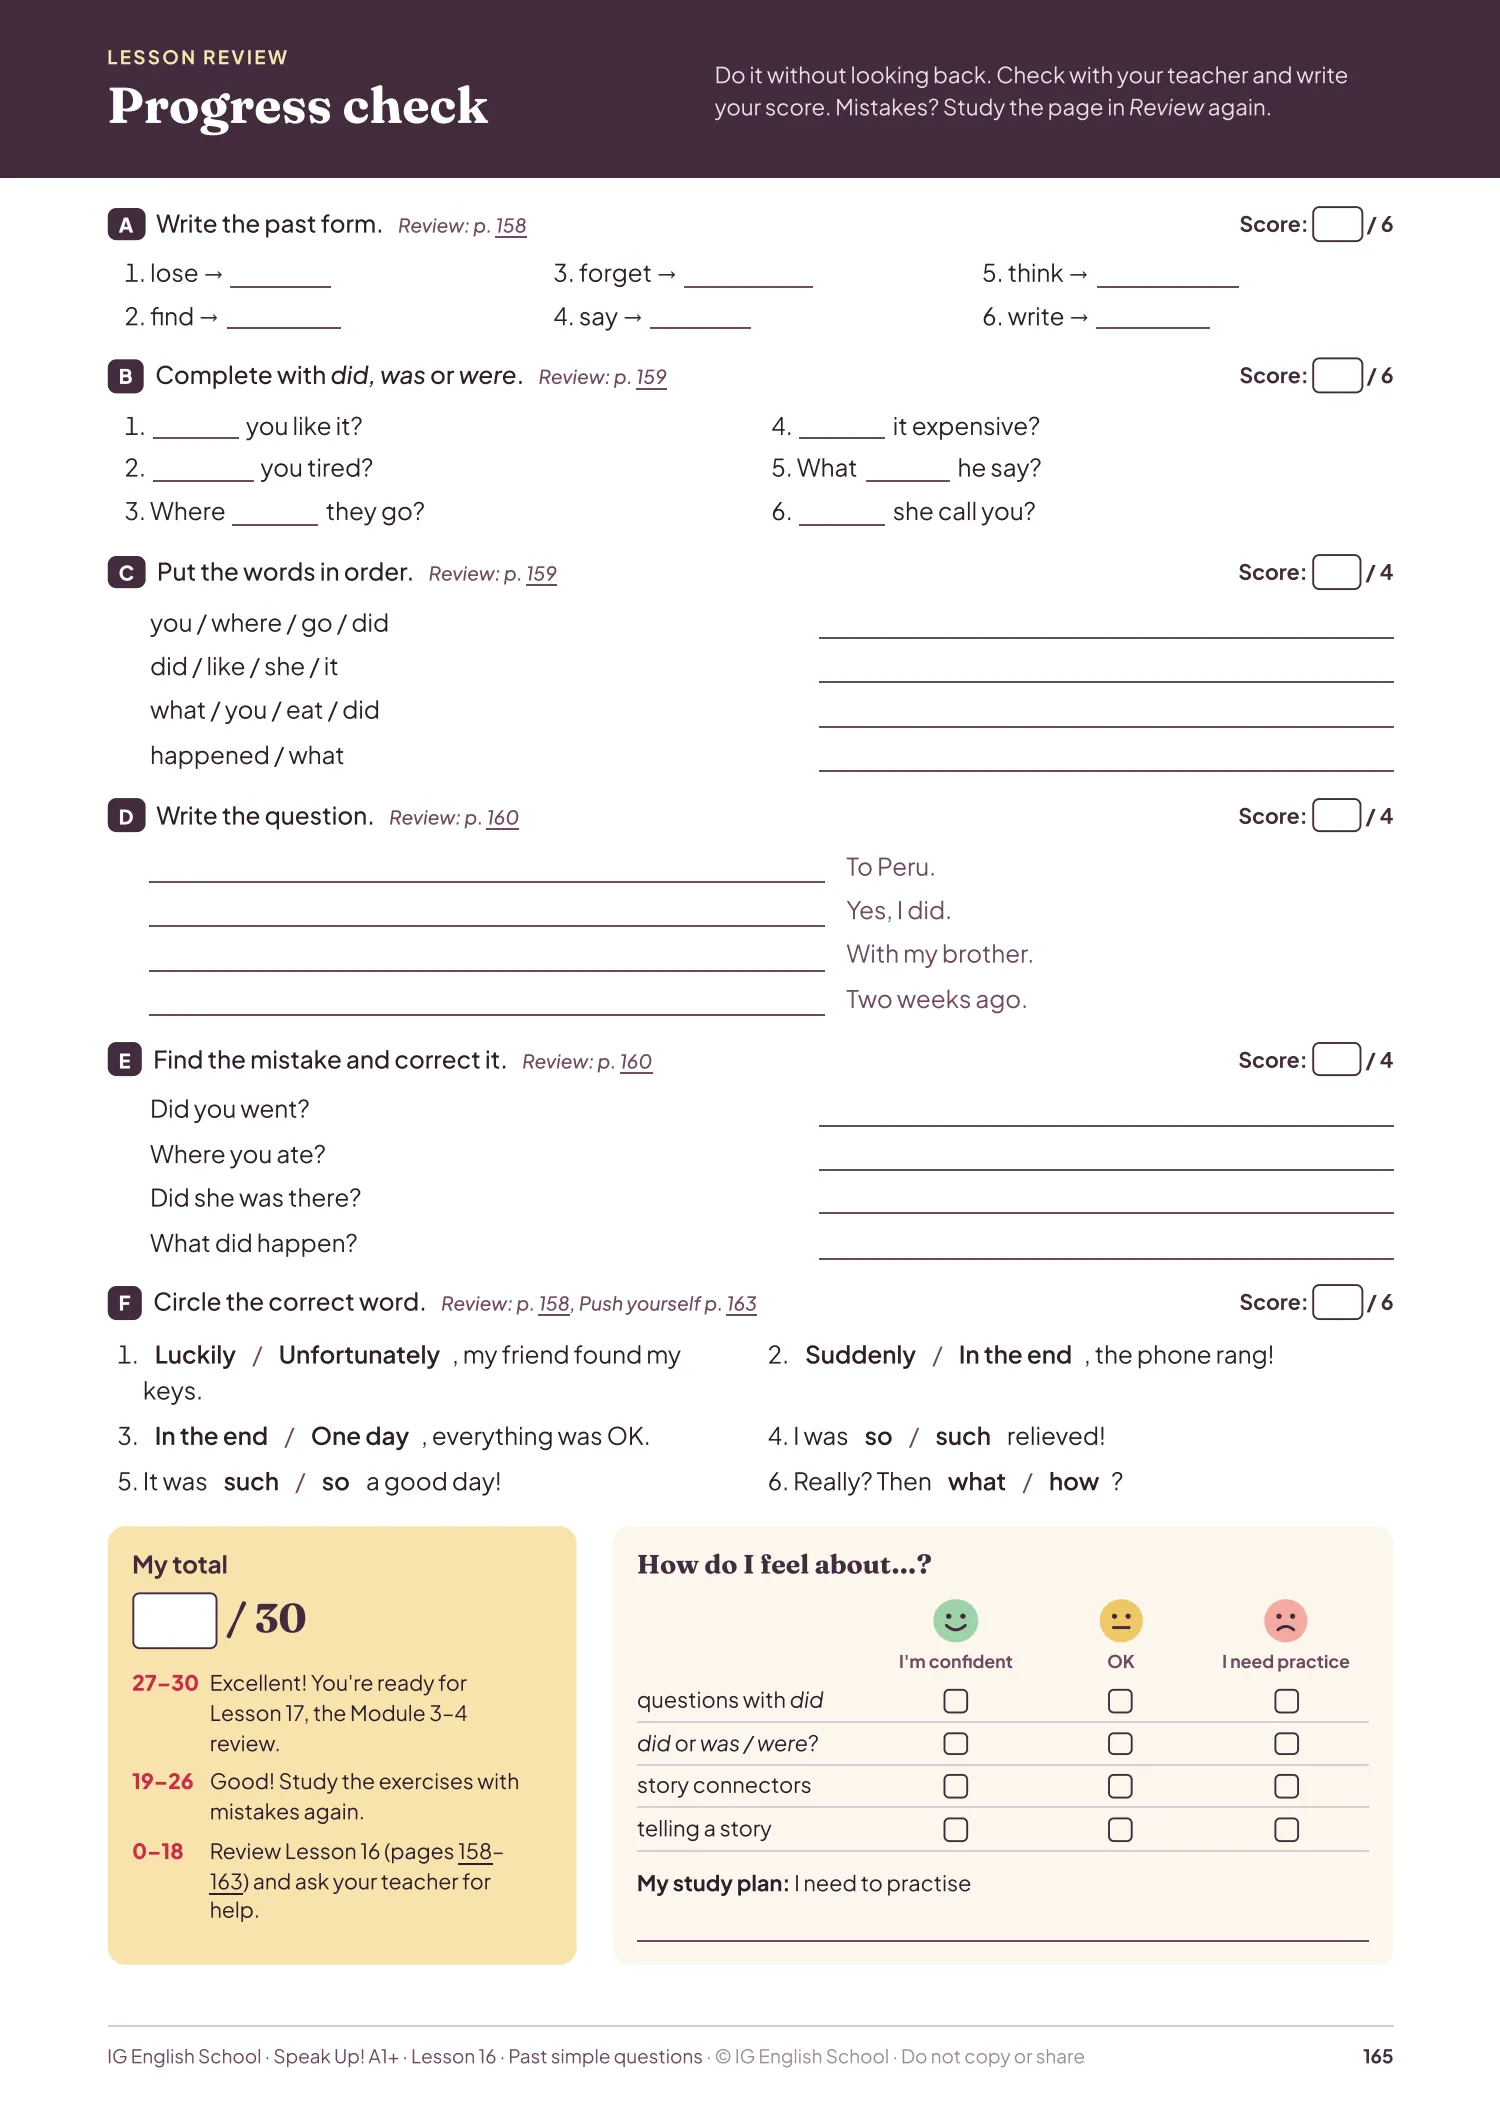 LESSON REVIEW
Progress check
Do it without looking back. Check with your teacher and write
your score. Mistakes? Study the page in Review again.
A Write the past form. Review: p. 158 Score: / 6
1. lose → ________ 3. forget → ________ 5. think → ________
2. find → ________ 4. say → ________ 6. write → ________
B Complete with did, was or were. Review: p. 159 Score: / 6
1. ________ you like it? 4. ________ it expensive?
2. ________ you tired? 5. What ________ he say?
3. Where ________ they go? 6. ________ she call you?
C Put the words in order. Review: p. 159 Score: / 4
you / where / go / did
did / like / she / it
what / you / eat / did
happened / what
D Write the question. Review: p. 160 Score: / 4
To Peru.
Yes, I did.
With my brother.
Two weeks ago.
E Find the mistake and correct it. Review: p. 160 Score: / 4
Did you went?
Where you ate?
Did she was there?
What did happen?
F Circle the correct word. Review: p. 158, Push yourself p. 163 Score: / 6
1. Luckily / Unfortunately , my friend found my
keys.
2. Suddenly / In the end , the phone rang!
3. In the end / One day , everything was OK.
4. I was so / such relieved!
5. It was such / so a good day!
6. Really? Then what / how ?
My total
/ 30
27–30 Excellent! You're ready for
Lesson 17, the Module 3–4
review.
19–26 Good! Study the exercises with
mistakes again.
0–18 Review Lesson 16 (pages 158–
163) and ask your teacher for
help.
How do I feel about...?
I'm confident OK I need practice
questions with did
did or was / were?
story connectors
telling a story
My study plan: I need to practise
IG English School · Speak Up! A1+ · Lesson 16 · Past simple questions · © IG English School · Do not copy or share 165